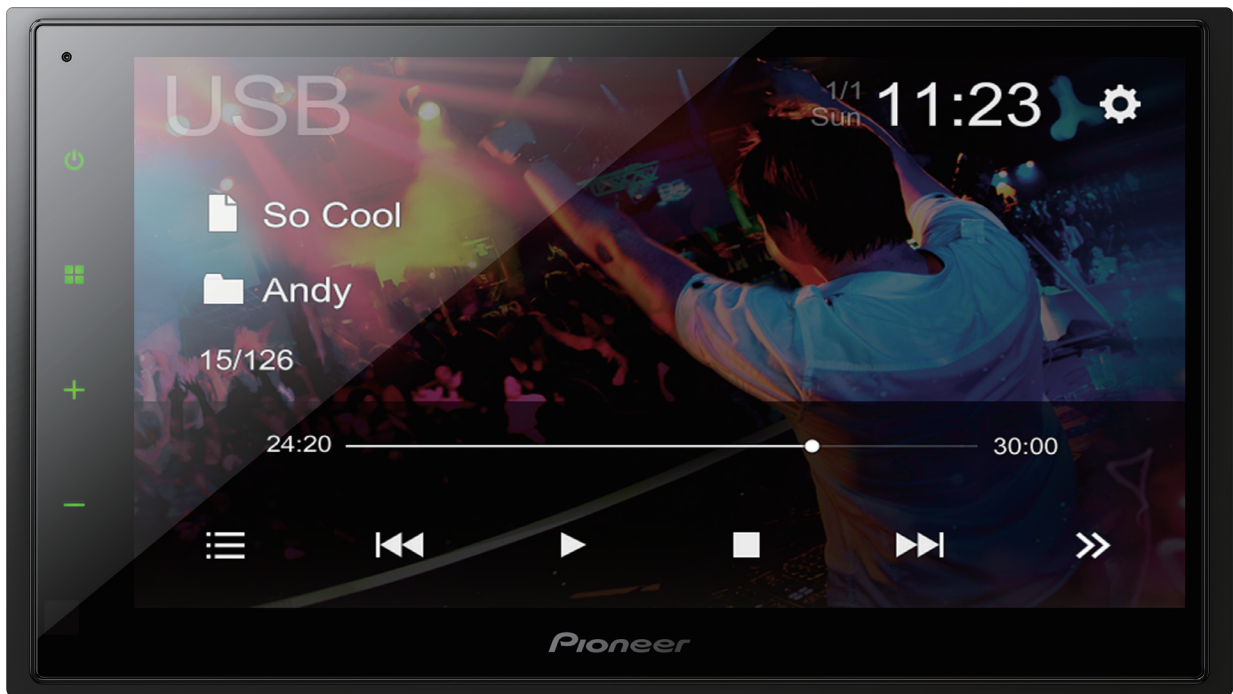 USB
1/1
Sun
11:23
So Cool
Andy
15/126
24:20
30:00
Pioneer